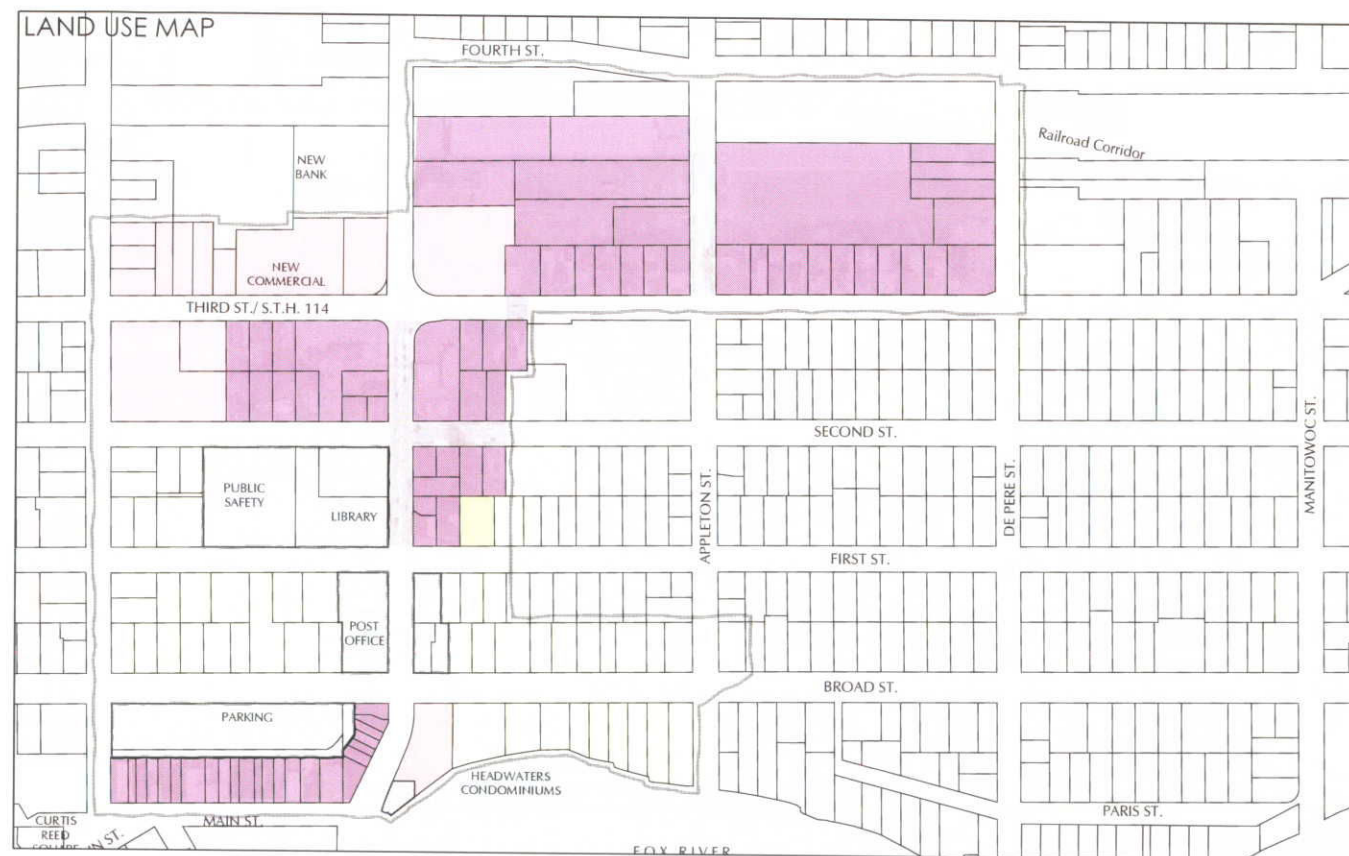 LAND USE MAP
FOURTH ST.
Railroad Corridor
NEW
BANK
NEW
COMMERCIAL
THIRD ST./ S.T.H. 114
SECOND ST.
MANITOWOC ST.
PUBLIC
SAFETY
LIBRARY
APPLETON ST.
DE PERE ST.
FIRST ST.
POST
OFFICE
BROAD ST.
PARKING
HEADWATERS
CONDOMINIUMS
PARIS ST.
MAIN ST.
CURTIS
REED
FOX RIVER